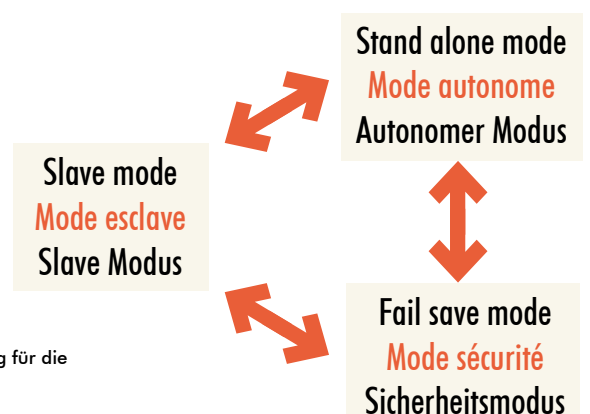 Stand alone mode
Mode autonome
Autonomer Modus
Slave mode
Mode esclave
Slave Modus
Fail save mode
Mode sécurité
Sicherheitsmodus
für die